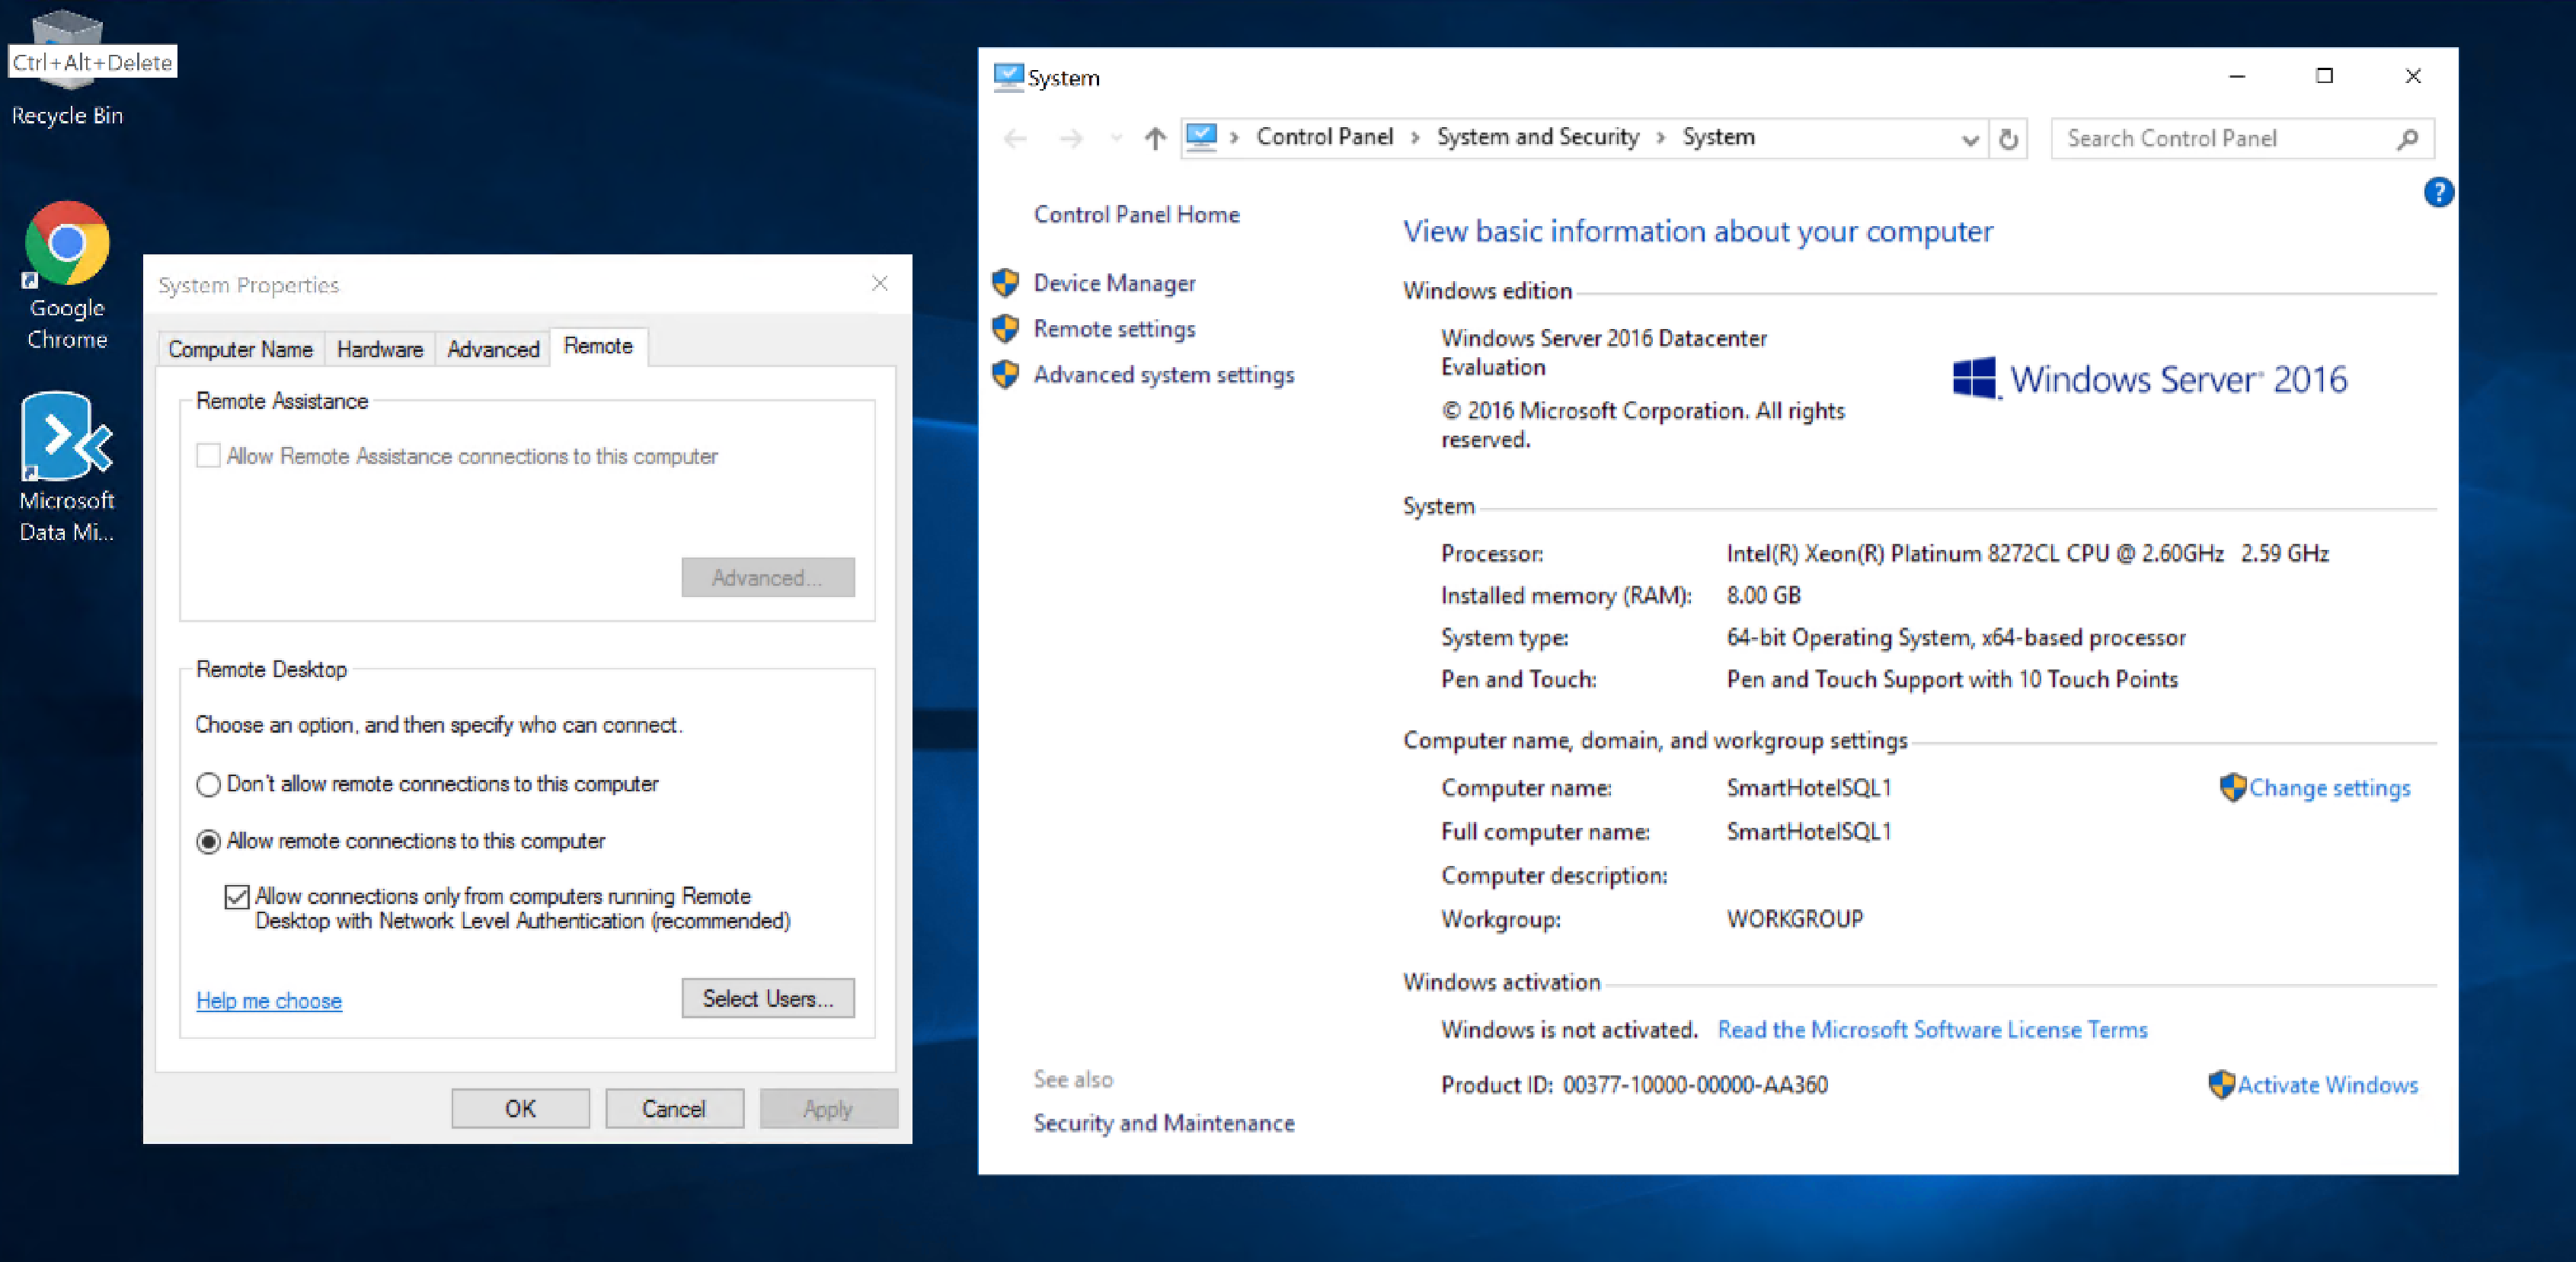 Ctrl+Alt+Delete
Recycle Bin
Google
Chrome
Microsoft
Data Mi...
System Properties
Computer Name
Hardware
Advanced
Remote
Remote Assistance
Allow Remote Assistance connections to this computer
Advanced...
Remote Desktop
Choose an option, and then specify who can connect.
Don't allow remote connections to this computer
Allow remote connections to this computer
Allow connections only from computers running Remote
Desktop with Network Level Authentication (recommended)
Help me choose
Select Users...
OK
Cancel
Apply
System
Control Panel › System and Security › System
Search Control Panel
Control Panel Home
Device Manager
Remote settings
Advanced system settings
See also
Security and Maintenance
View basic information about your computer
Windows edition
Windows Server 2016 Datacenter
Evaluation
© 2016 Microsoft Corporation. All rights
reserved.
Windows Server® 2016
System
Processor: Intel(R) Xeon(R) Platinum 8272CL CPU @ 2.60GHz 2.59 GHz
Installed memory (RAM): 8.00 GB
System type: 64-bit Operating System, x64-based processor
Pen and Touch: Pen and Touch Support with 10 Touch Points
Computer name, domain, and workgroup settings
Computer name: SmartHotelSQL1
Change settings
Full computer name: SmartHotelSQL1
Computer description:
Workgroup: WORKGROUP
Windows activation
Windows is not activated. Read the Microsoft Software License Terms
Product ID: 00377-10000-00000-AA360
Activate Windows